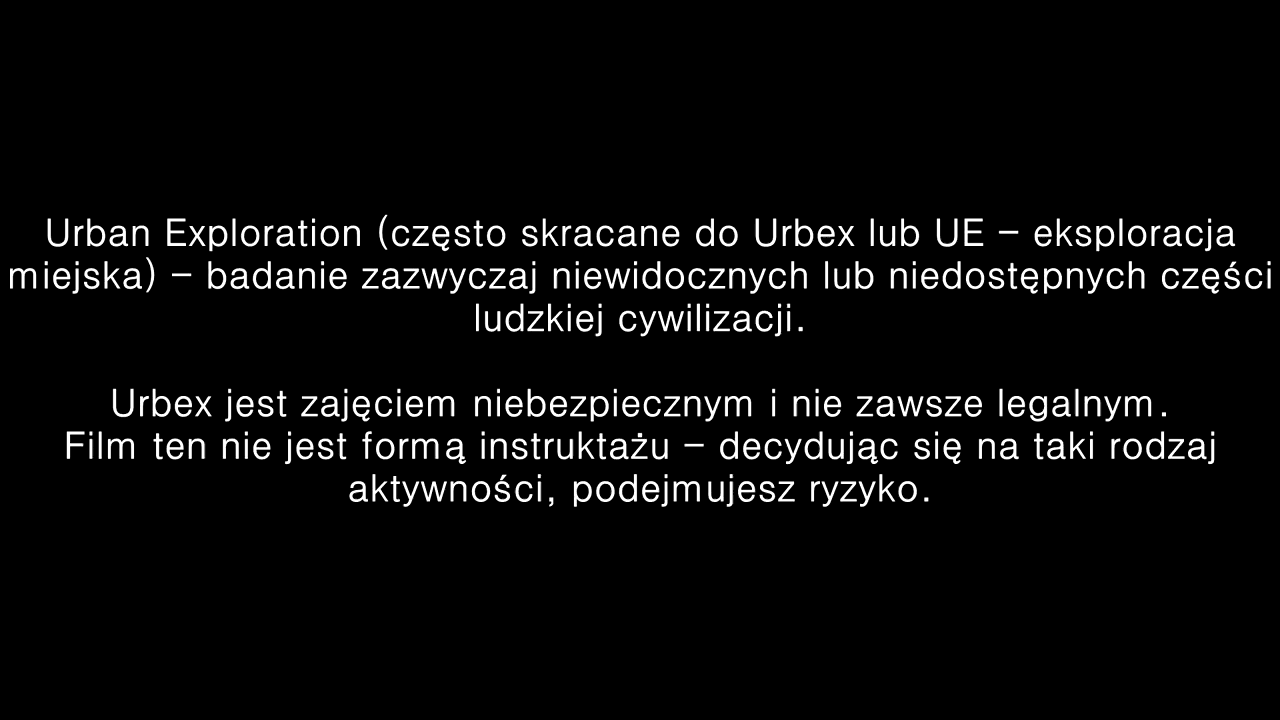 Urban Exploration (często skracane do Urbex lub UE – eksploracja
miejska) – badanie zazwyczaj niewidocznych lub niedostępnych części
ludzkiej cywilizacji.
Urbex jest zajęciem niebezpiecznym i nie zawsze legalnym.
Film ten nie jest formą instruktażu – decydując się na taki rodzaj
aktywności, podejmujesz ryzyko.